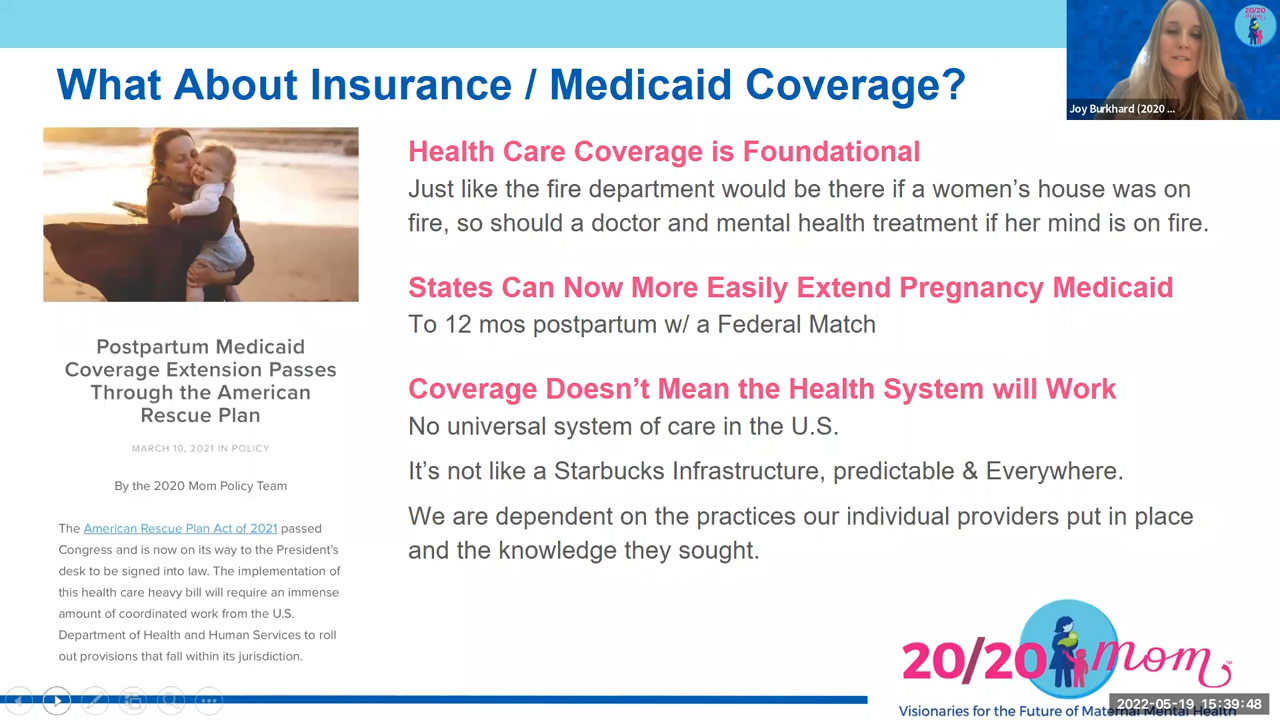 What About Insurance / Medicaid Coverage?
20/20
mom
Joy Burkhard (2020 ...
Health Care Coverage is Foundational
Just like the fire department would be there if a women’s house was on
fire, so should a doctor and mental health treatment if her mind is on fire.
States Can Now More Easily Extend Pregnancy Medicaid
To 12 mos postpartum w/ a Federal Match
Coverage Doesn’t Mean the Health System will Work
No universal system of care in the U.S.
It’s not like a Starbucks Infrastructure, predictable & Everywhere.
We are dependent on the practices our individual providers put in place
and the knowledge they sought.
Postpartum Medicaid
Coverage Extension Passes
Through the American
Rescue Plan
MARCH 10, 2021 IN POLICY
By the 2020 Mom Policy Team
The American Rescue Plan Act of 2021 passed
Congress and is now on its way to the President’s
desk to be signed into law. The implementation of
this health care heavy bill will require an immense
amount of coordinated work from the U.S.
Department of Health and Human Services to roll
out provisions that fall within its jurisdiction.
20/20 mom ™
Visionaries for the Future of Maternal Mental Health
2022-05-19 15:39:48